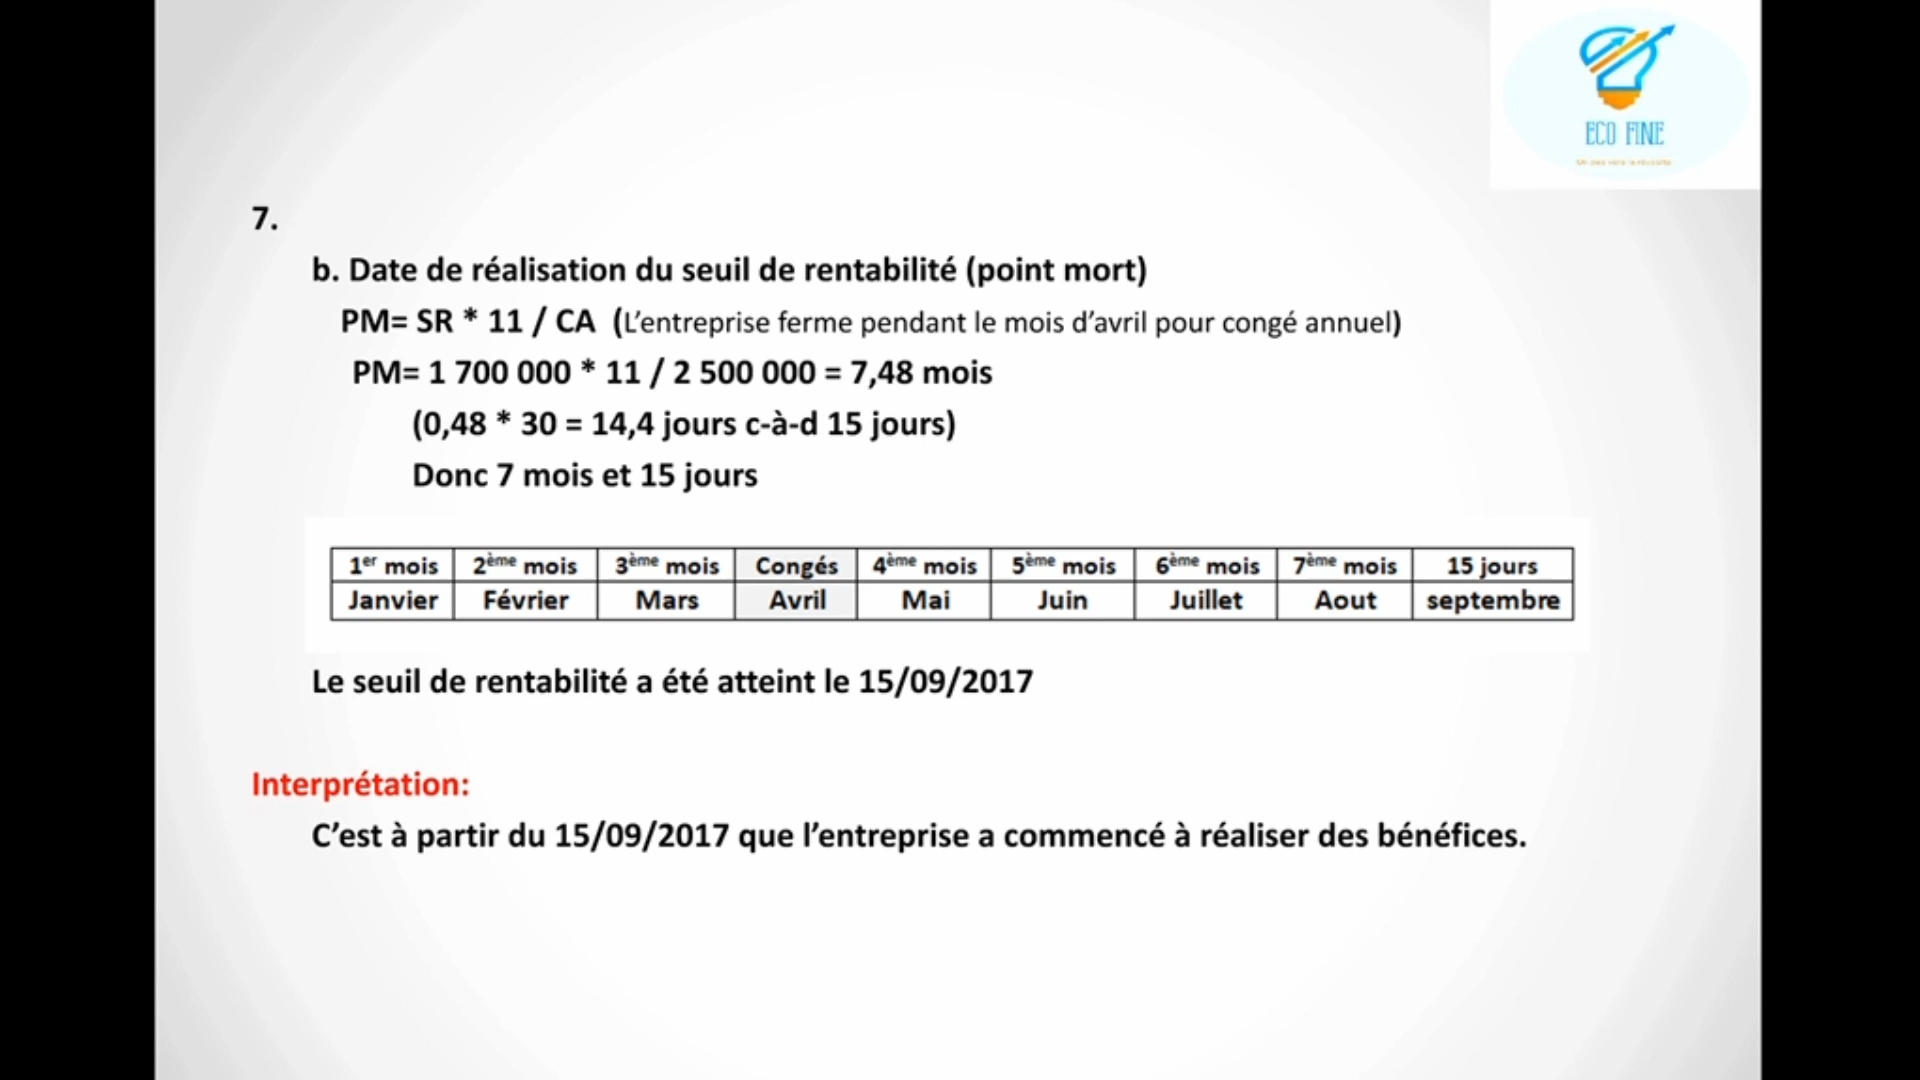 ECO FINE
7.
b. Date de réalisation du seuil de rentabilité (point mort)
PM= SR * 11 / CA (L’entreprise ferme pendant le mois d’avril pour congé annuel)
PM= 1 700 000 * 11 / 2 500 000 = 7,48 mois
(0,48 * 30 = 14,4 jours c-à-d 15 jours)
Donc 7 mois et 15 jours
1er mois 2ème mois 3ème mois Congés 4ème mois 5ème mois 6ème mois 7ème mois 15 jours
Janvier Février Mars Avril Mai Juin Juillet Aout septembre
Le seuil de rentabilité a été atteint le 15/09/2017
Interprétation:
C’est à partir du 15/09/2017 que l’entreprise a commencé à réaliser des bénéfices.